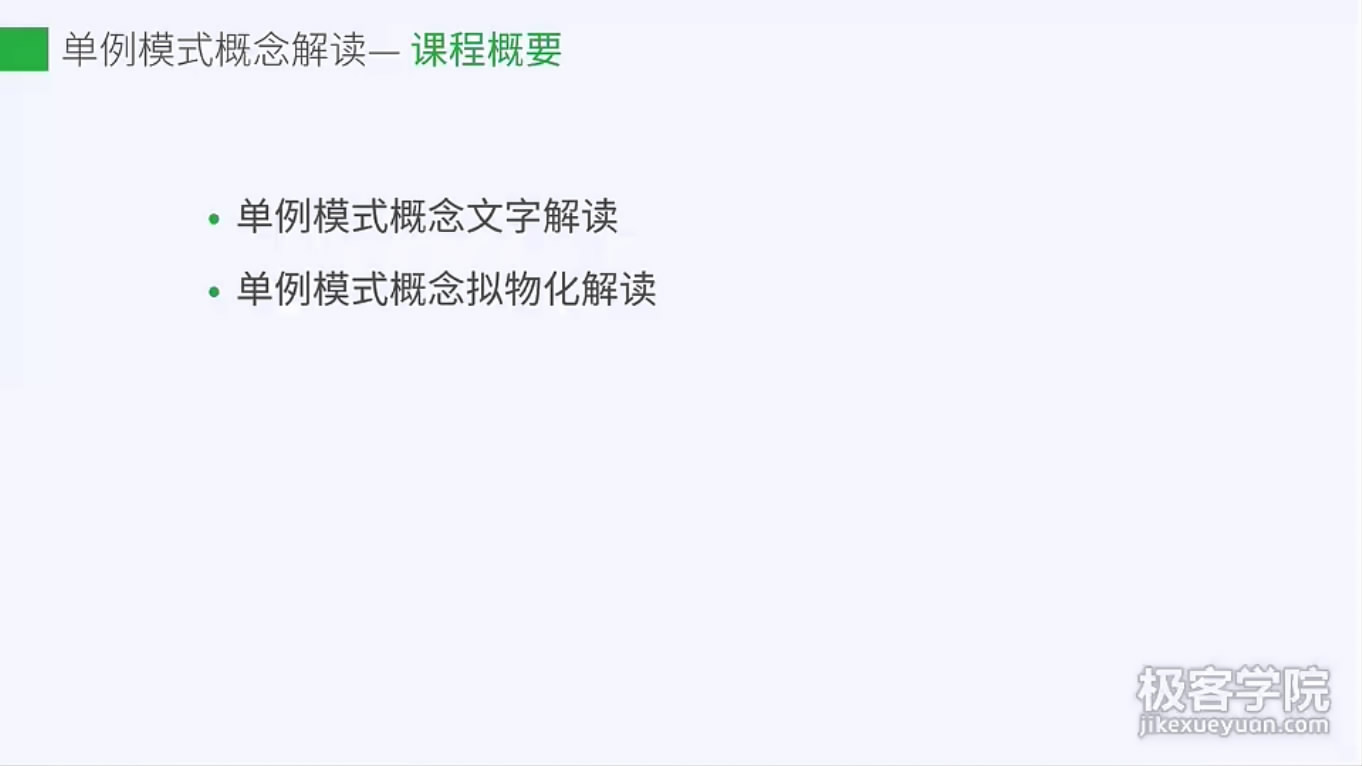 单例模式概念解读— 课程概要
• 单例模式概念文字解读
• 单例模式概念拟物化解读
极客学院
jikexueyuan.com